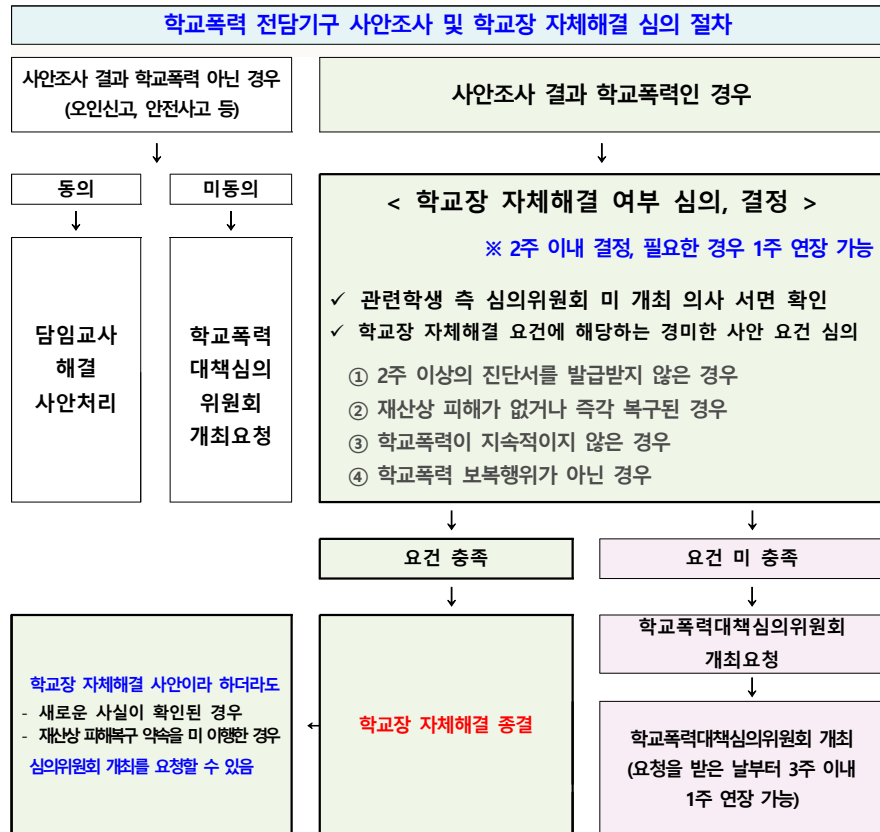 학교폭력 전담기구 사안조사 및 학교장 자체해결 심의 절차
사안조사 결과 학교폭력 아닌 경우
(오인신고, 안전사고 등)
사안조사 결과 학교폭력인 경우
↓
↓
동의
미동의
↓
↓
담임교사
해결
사안처리
학교폭력
대책심의
위원회
개최요청
< 학교장 자체해결 여부 심의, 결정 >
※ 2주 이내 결정, 필요한 경우 1주 연장 가능
✓ 관련학생 측 심의위원회 미 개최 의사 서면 확인
✓ 학교장 자체해결 요건에 해당하는 경미한 사안 요건 심의
① 2주 이상의 진단서를 발급받지 않은 경우
② 재산상 피해가 없거나 즉각 복구된 경우
③ 학교폭력이 지속적이지 않은 경우
④ 학교폭력 보복행위가 아닌 경우
↓
↓
요건 충족
요건 미 충족
↓
↓
학교폭력대책심의위원회
개최요청
↓
학교장 자체해결 사안이라 하더라도
- 새로운 사실이 확인된 경우
- 재산상 피해복구 약속을 미 이행한 경우
심의위원회 개최를 요청할 수 있음
←
학교장 자체해결 종결
학교폭력대책심의위원회 개최
(요청을 받은 날부터 3주 이내
1주 연장 가능)